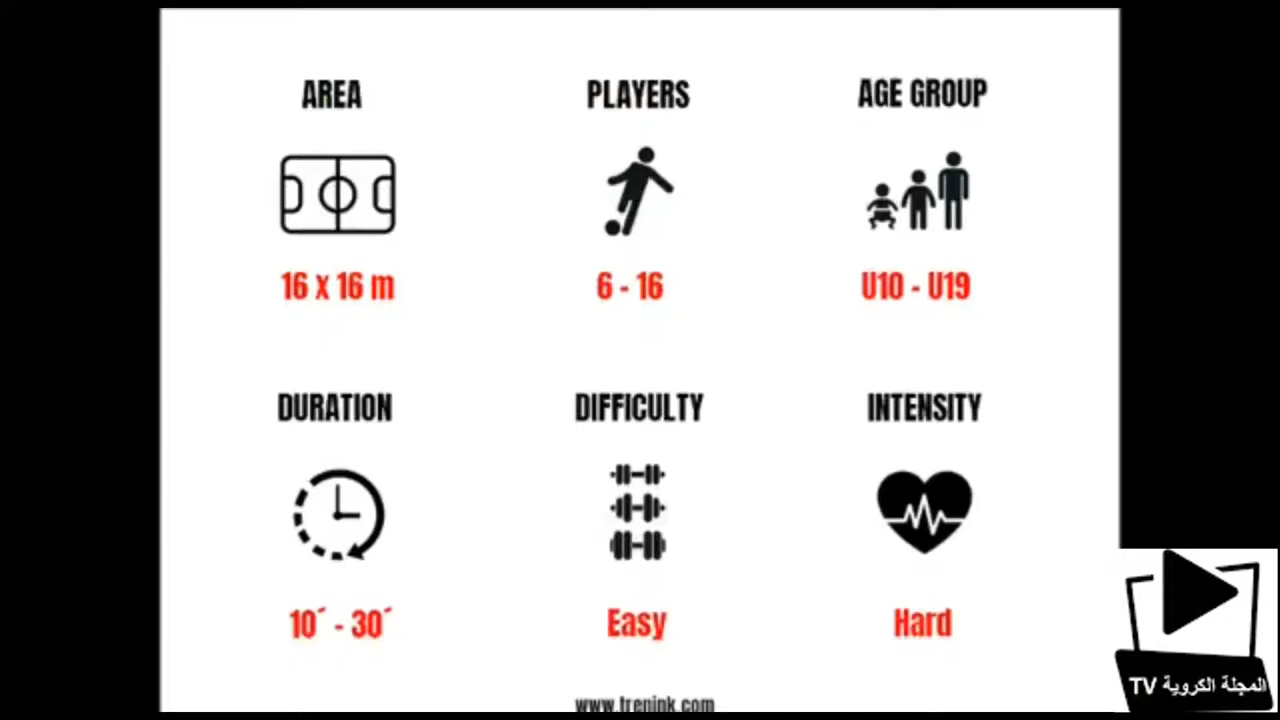 AREA
PLAYERS
AGE GROUP
16 x 16 m
6 - 16
U10 - U19
DURATION
DIFFICULTY
INTENSITY
10´ - 30´
Easy
Hard
www.trenink.com
المجلة الكروية TV